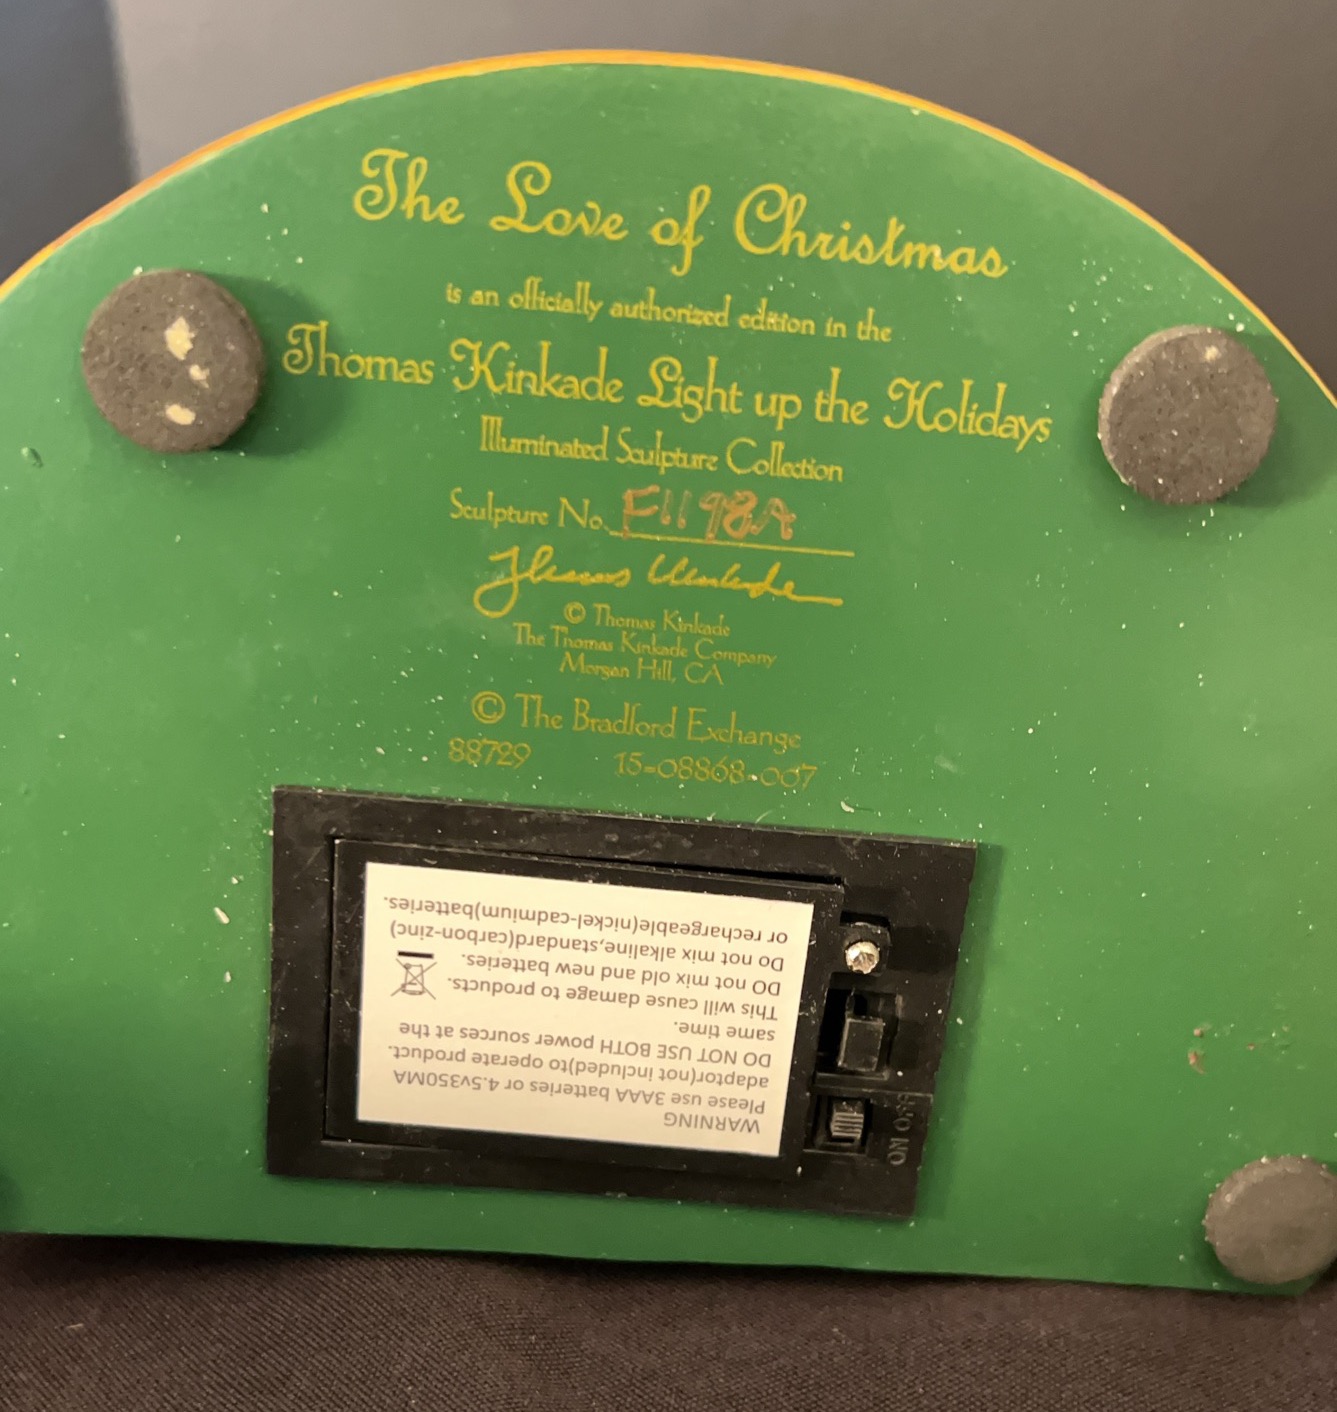 The Love of Christmas
is an officially authorized edition in the
Thomas Kinkade Light up the Holidays
Illuminated Sculpture Collection
Sculpture No. F1198A
Thomas Kinkade
© Thomas Kinkade
The Thomas Kinkade Company
Morgan Hill, CA
© The Bradford Exchange
88729 15-08868-007
WARNING
Please use 3AAA batteries or 4.5v350MA
adaptor(not included)to operate product.
DO NOT USE BOTH power sources at the
same time.
This will cause damage to products.
DO not mix old and new batteries.
Do not mix alkaline,standard(carbon-zinc)
or rechargeable(nickel-cadmium)batteries.
ON OFF